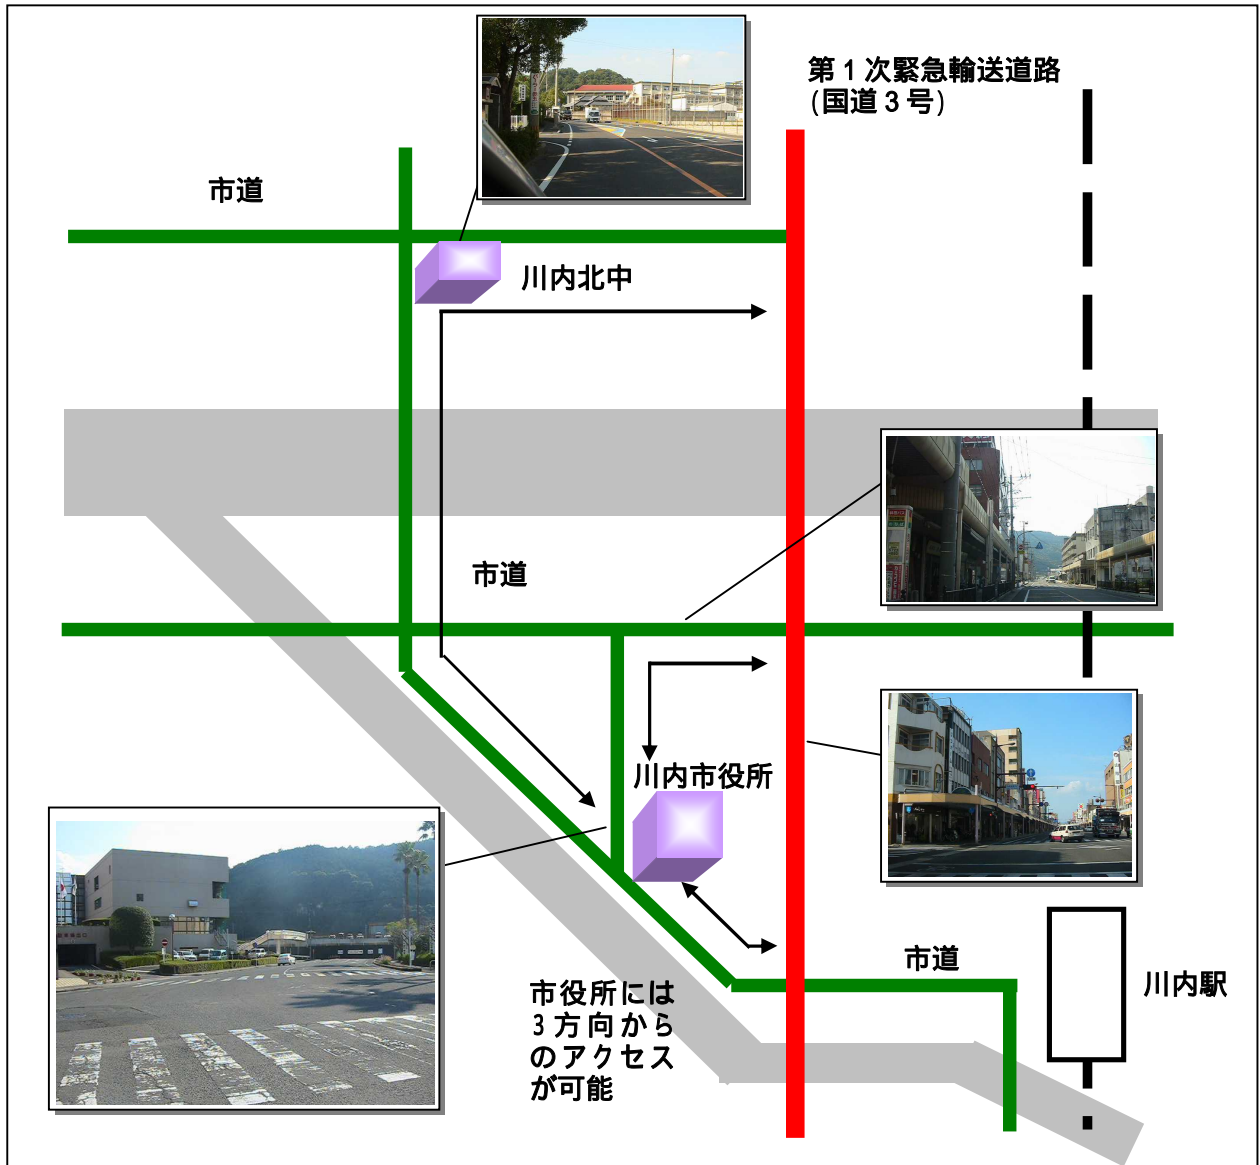 第１次緊急輸送道路
(国道３号)
市道
川内北中
市道
川内市役所
市道
川内駅
市役所には
３方向から
のアクセス
が可能